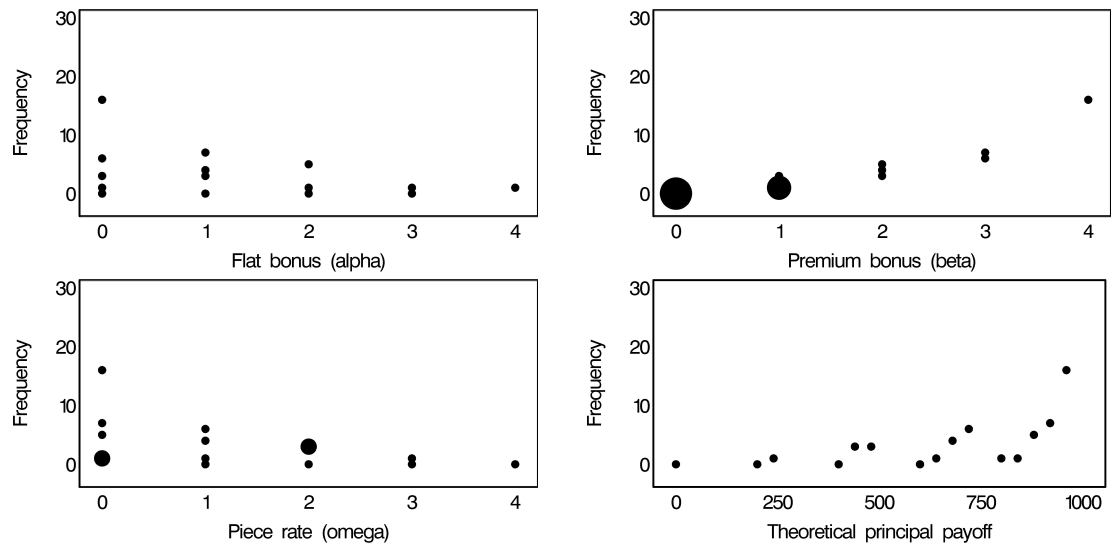 30
20
10
0
Frequency
0 1 2 3 4
Flat bonus (alpha)
30
20
10
0
Frequency
0 1 2 3 4
Premium bonus (beta)
30
20
10
0
Frequency
0 1 2 3 4
Piece rate (omega)
30
20
10
0
Frequency
0 250 500 750 1000
Theoretical principal payoff